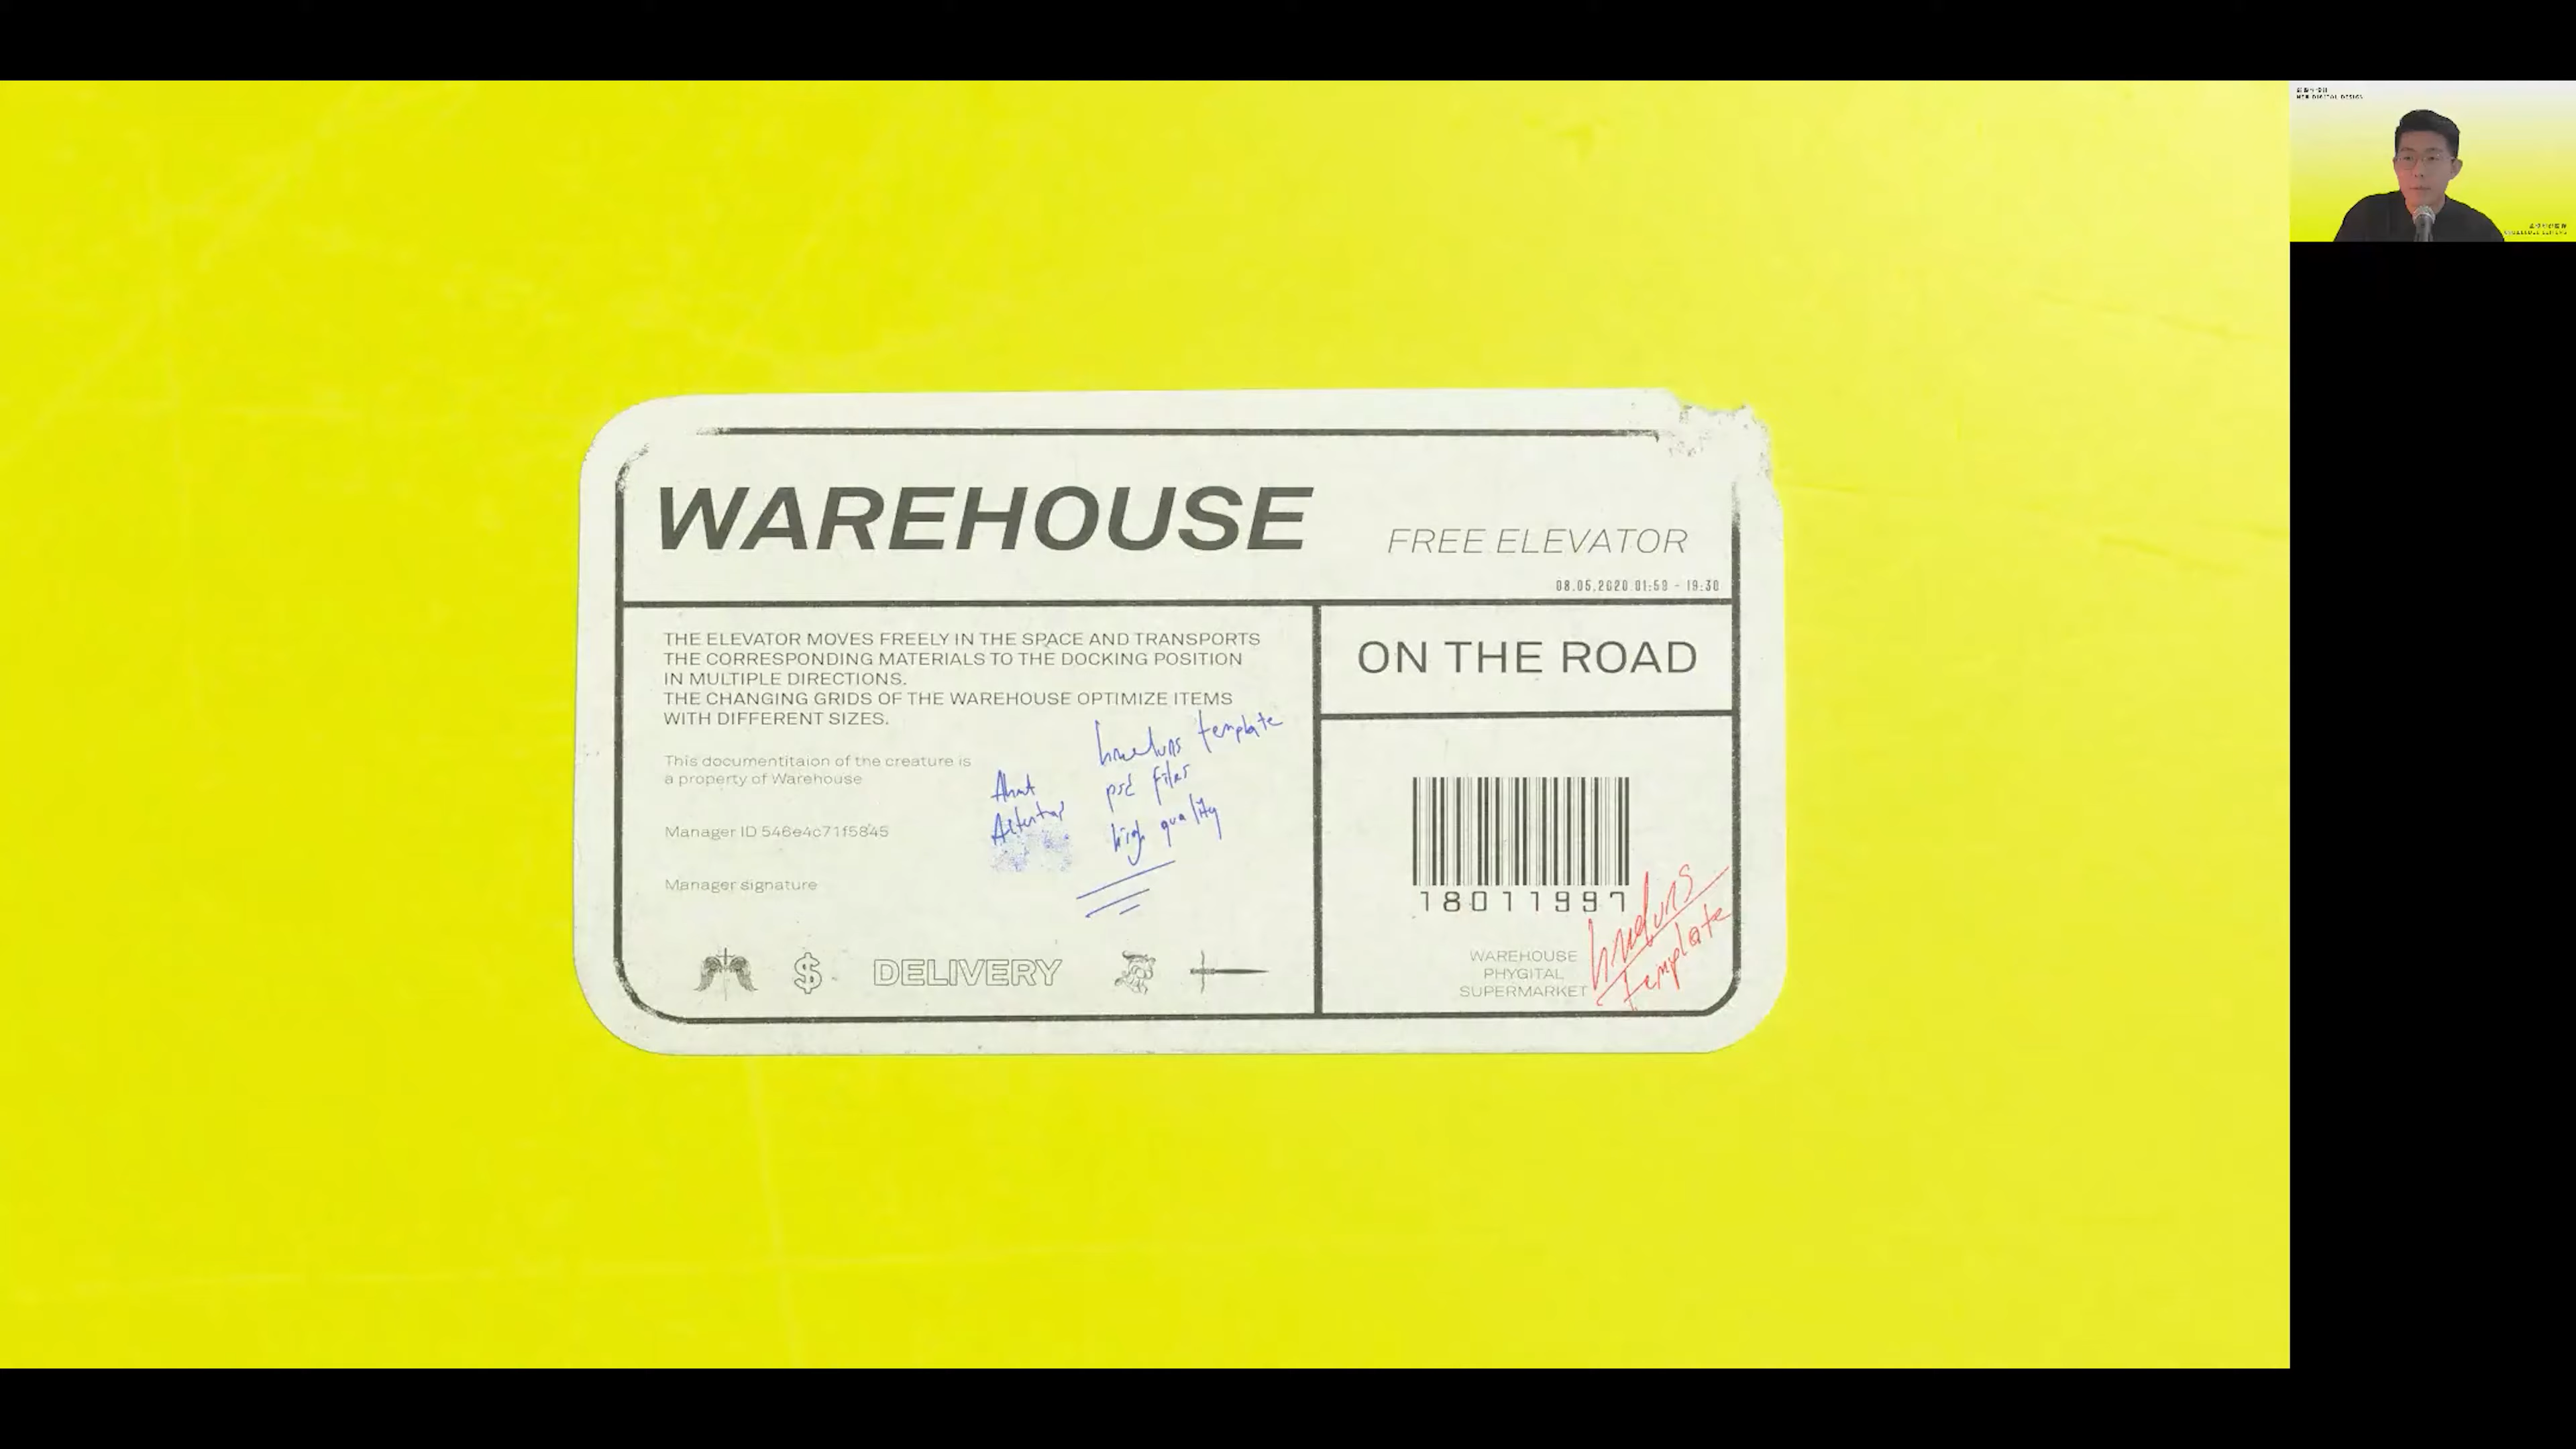 NEW DIGITAL DESIGN
WAREHOUSE
FREE ELEVATOR
08.05.2020 01:58 - 19:30
THE ELEVATOR MOVES FREELY IN THE SPACE AND TRANSPORTS
THE CORRESPONDING MATERIALS TO THE DOCKING POSITION
IN MULTIPLE DIRECTIONS.
THE CHANGING GRIDS OF THE WAREHOUSE OPTIMIZE ITEMS
WITH DIFFERENT SIZES.
This documentitaion of the creature is
a property of Warehouse
Manager ID 546e4c71f5845
Manager signature
template
psd files
high quality
DELIVERY
ON THE ROAD
18011997
WAREHOUSE
PHYGITAL
SUPERMARKET
template